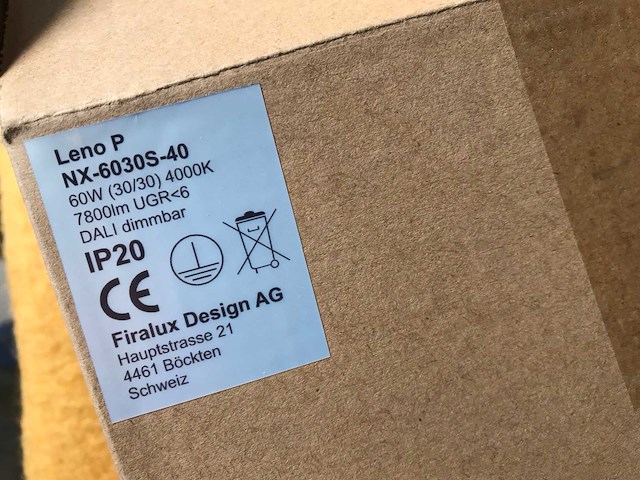 Leno P
NX-6030S-40
60W (30/30) 4000K
7800lm UGR<6
DALI dimmbar
IP20
CE
Firalux Design AG
Hauptstrasse 21
4461 Böckten
Schweiz